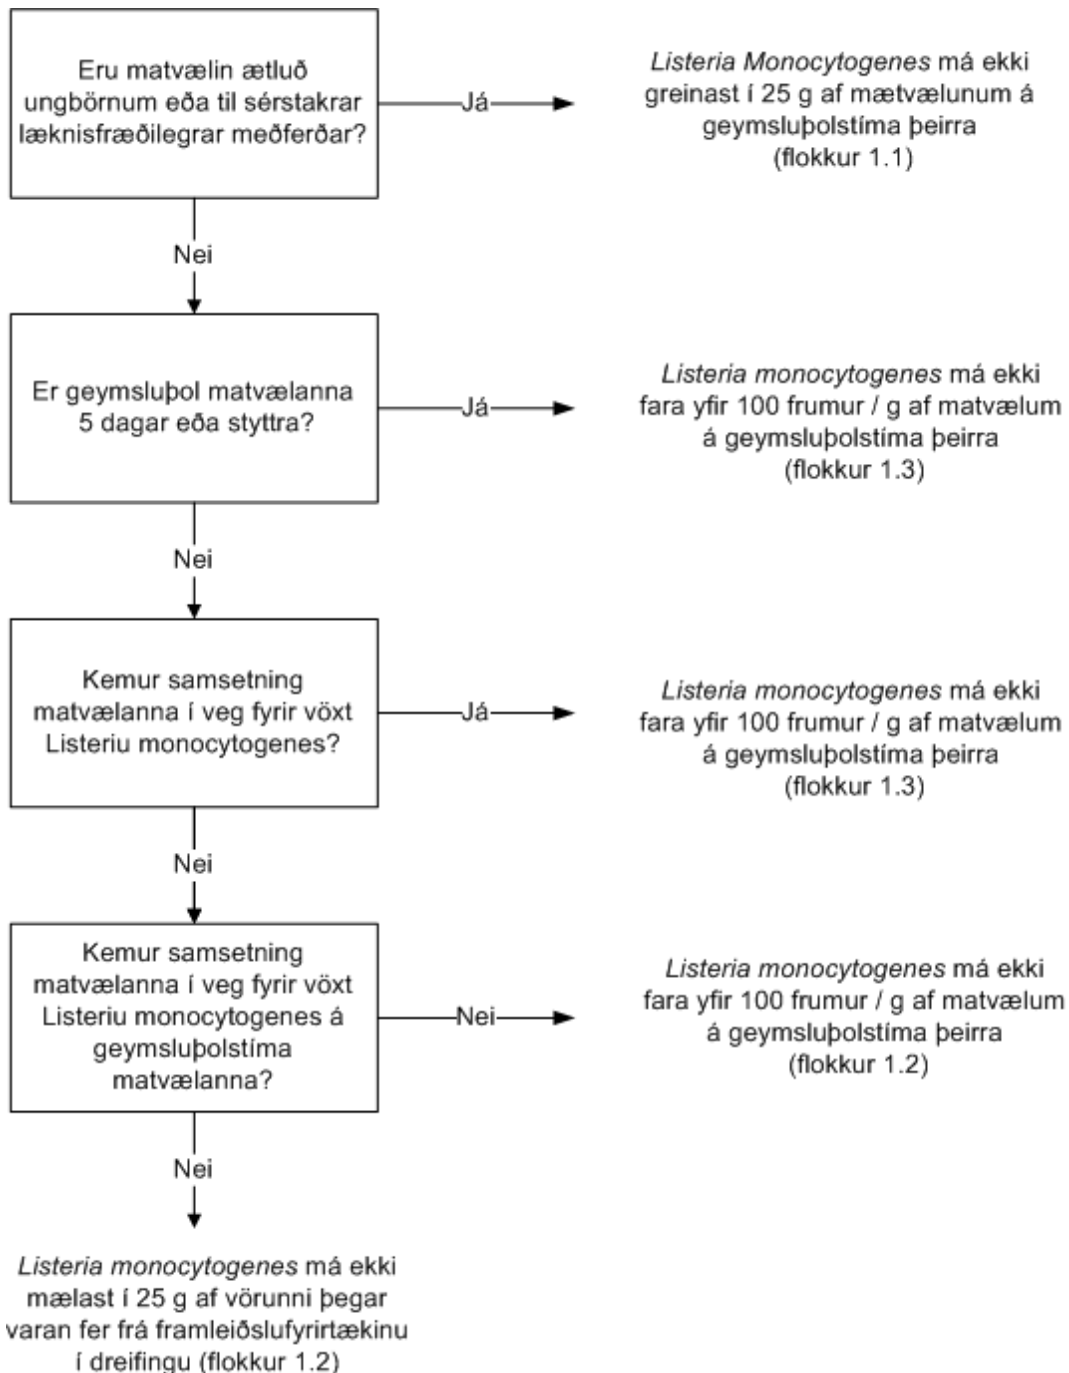 Eru matvælin ætluð
ungbörnum eða til sérstakrar
læknisfræðilegrar meðferðar?
Já
Listeria Monocytogenes má ekki
greinast í 25 g af mætvælunum á
geymsluþolstíma þeirra
(flokkur 1.1)
Nei
Er geymsluþol matvælanna
5 dagar eða styttra?
Já
Listeria monocytogenes má ekki
fara yfir 100 frumur / g af matvælum
á geymsluþolstíma þeirra
(flokkur 1.3)
Nei
Kemur samsetning
matvælanna í veg fyrir vöxt
Listeriu monocytogenes?
Já
Listeria monocytogenes má ekki
fara yfir 100 frumur / g af matvælum
á geymsluþolstíma þeirra
(flokkur 1.3)
Nei
Kemur samsetning
matvælanna í veg fyrir vöxt
Listeriu monocytogenes á
geymsluþolstíma
matvælanna?
Nei
Listeria monocytogenes má ekki
fara yfir 100 frumur / g af matvælum
á geymsluþolstíma þeirra
(flokkur 1.2)
Nei
Listeria monocytogenes má ekki
mælast í 25 g af vörunni þegar
varan fer frá framleiðslufyrirtækinu
í dreifingu (flokkur 1.2)